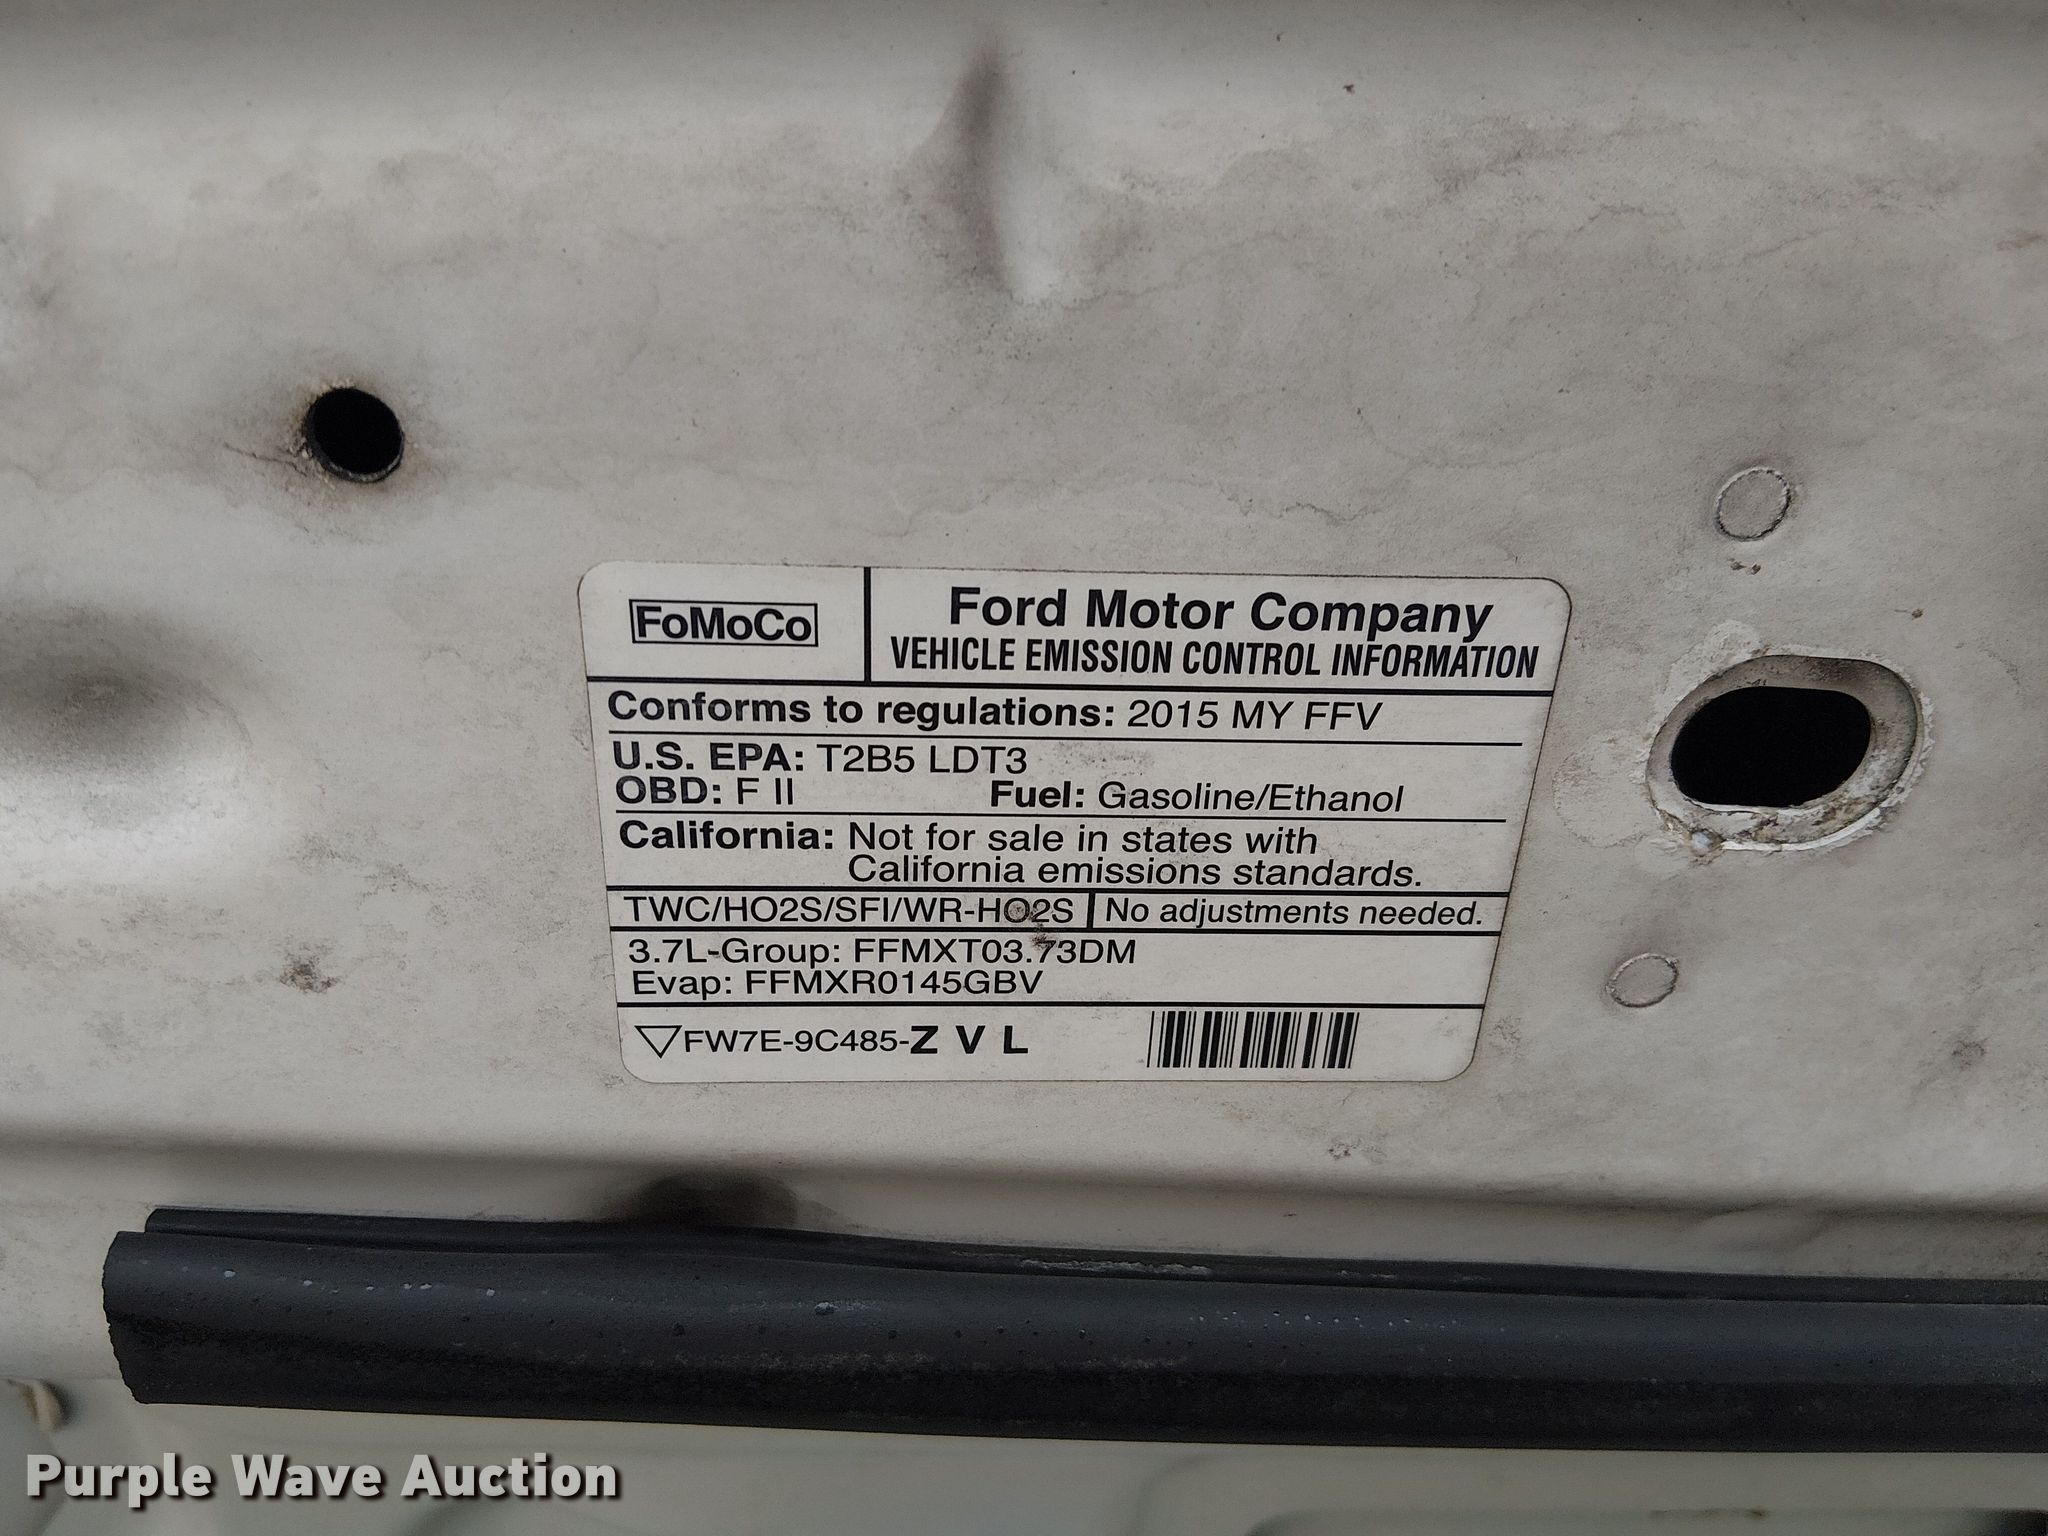 FoMoCo
Ford Motor Company
VEHICLE EMISSION CONTROL INFORMATION
Conforms to regulations: 2015 MY FFV
U.S. EPA: T2B5 LDT3
OBD: F II Fuel: Gasoline/Ethanol
California: Not for sale in states with
California emissions standards.
TWC/HO2S/SFI/WR-HO2S No adjustments needed.
3.7L-Group: FFMXT03.73DM
Evap: FFMXR0145GBV
FW7E-9C485-Z V L
Purple Wave Auction